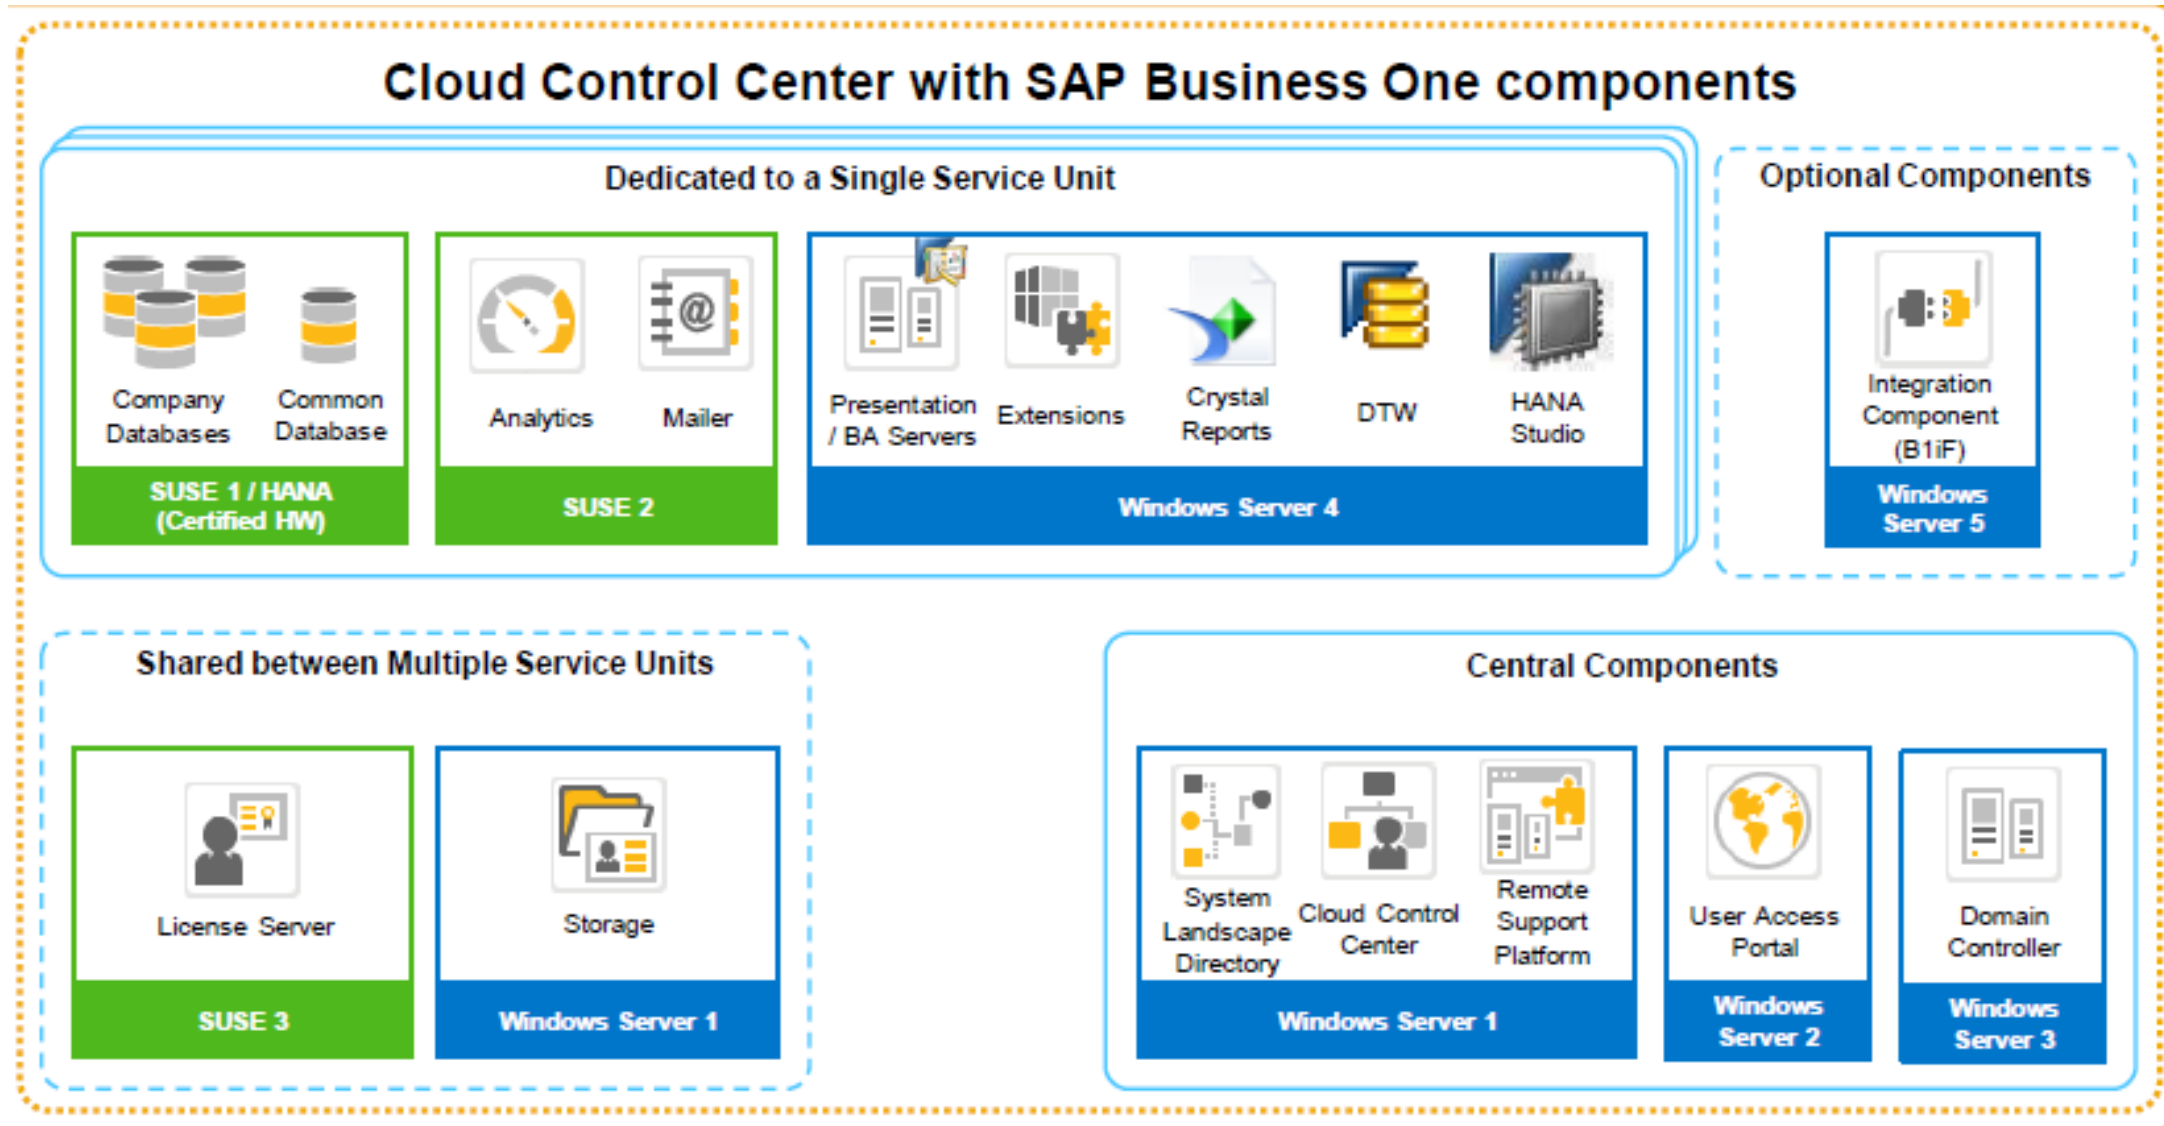 Cloud Control Center with SAP Business One components
Dedicated to a Single Service Unit
Company
Databases
Common
Database
SUSE 1 / HANA
(Certified HW)
Analytics
Mailer
@
SUSE 2
Presentation
/ BA Servers
Extensions
Crystal
Reports
DTW
HANA
Studio
Windows Server 4
Optional Components
Integration
Component
(B1iF)
Windows
Server 5
Shared between Multiple Service Units
License Server
SUSE 3
Storage
Windows Server 1
Central Components
System
Landscape
Directory
Cloud Control
Center
Remote
Support
Platform
Windows Server 1
User Access
Portal
Windows
Server 2
Domain
Controller
Windows
Server 3